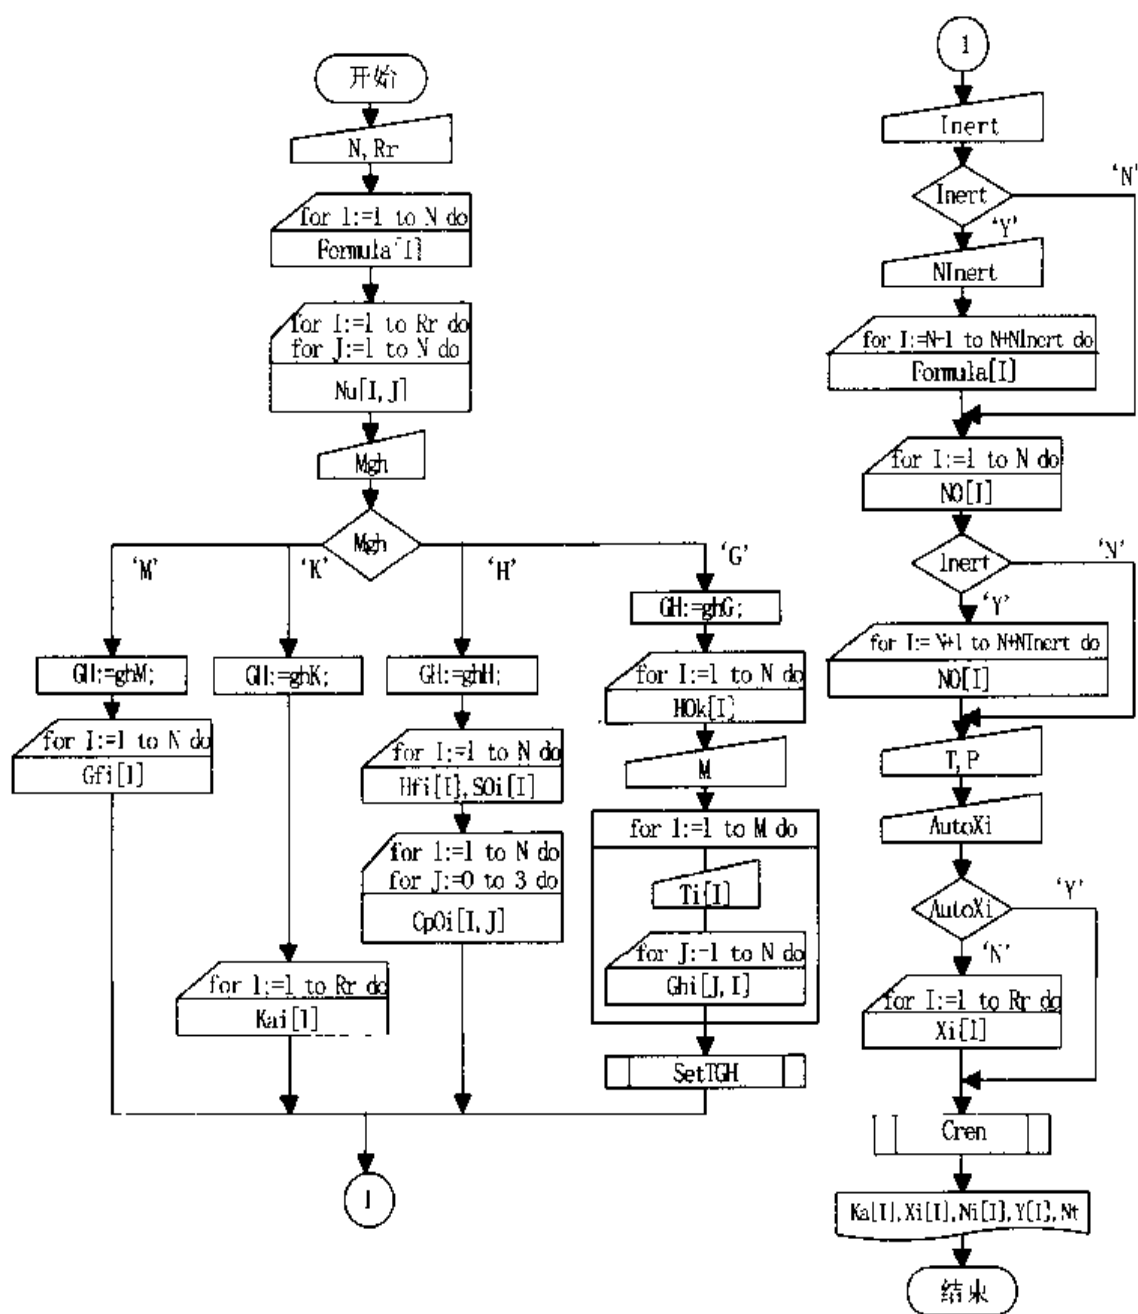 开始
N, Rr
for I:=1 to N do
Formula[I]
for I:=1 to Rr do
for J:=1 to N do
Nu[I, J]
Mgh
Mgh
'M'
'K'
'H'
'G'
GH:=ghM;
for I:=1 to N do
Gfi[I]
GH:=ghK;
for I:=1 to Rr do
Kai[I]
GH:=ghH;
for I:=1 to N do
Hfi[I], S0i[I]
for I:=1 to N do
for J:=0 to 3 do
Cp0i[I, J]
GH:=ghG;
for I:=1 to N do
H0k[I]
M
for I:=1 to M do
Ti[I]
for J:=1 to N do
Ghi[J, I]
SetTGH
1
1
Inert
Inert
'N'
'Y'
NInert
for I:=N+1 to N+NInert do
Formula[I]
for I:=1 to N do
N0[I]
Inert
'N'
'Y'
for I:= N+1 to N+NInert do
N0[I]
T, P
AutoXi
AutoXi
'Y'
'N'
for I:=1 to Rr do
Xi[I]
Cren
Ka[I], Xi[I], Ni[I], Y[I], Nt
结束